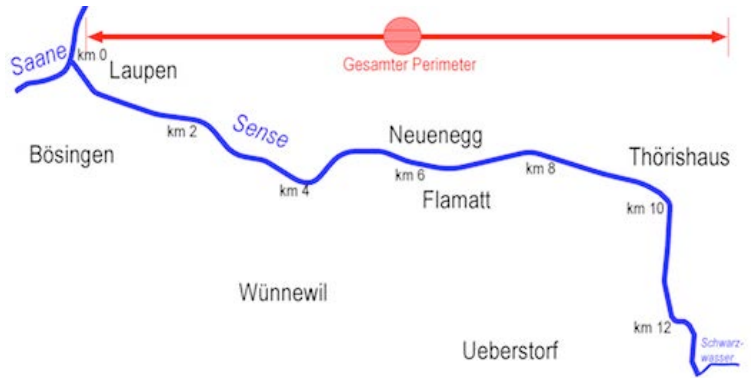 Saane
km 0
Laupen
Gesamter Perimeter
Bösingen
km 2
Sense
km 4
Neuenegg
km 6
Flamatt
km 8
Thörishaus
km 10
Wünnewil
km 12
Ueberstorf
Schwarz-
wasser